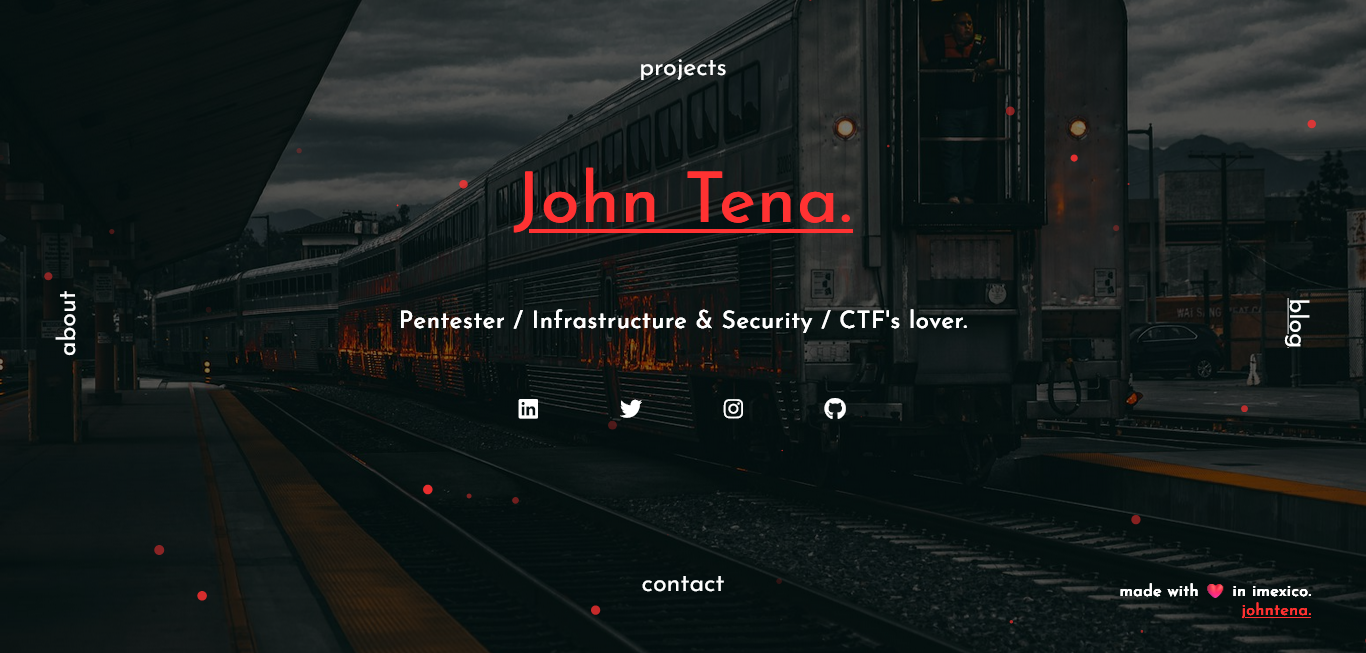 projects
John Tena.
about
Pentester / Infrastructure & Security / CTF's lover.
blog
contact
made with ❤️ in imexico.
johntena.